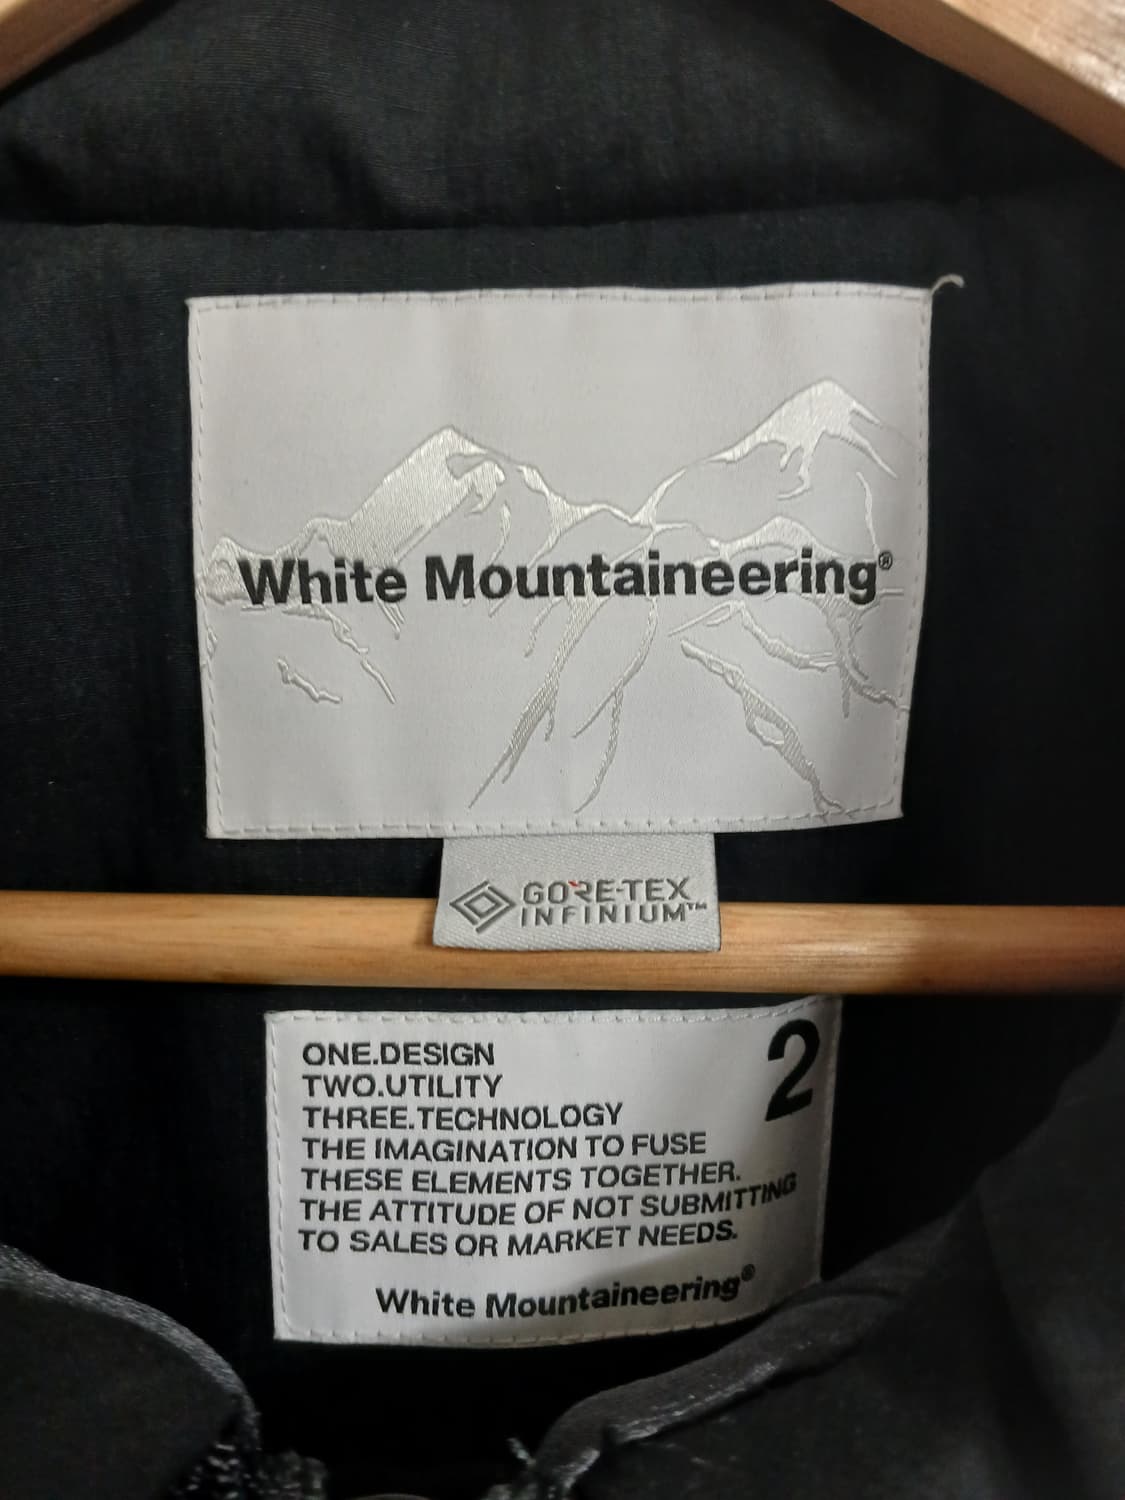 White Mountaineering®
GORE-TEX
INFINIUM™
2
ONE.DESIGN
TWO.UTILITY
THREE.TECHNOLOGY
THE IMAGINATION TO FUSE
THESE ELEMENTS TOGETHER.
THE ATTITUDE OF NOT SUBMITTING
TO SALES OR MARKET NEEDS.
White Mountaineering®